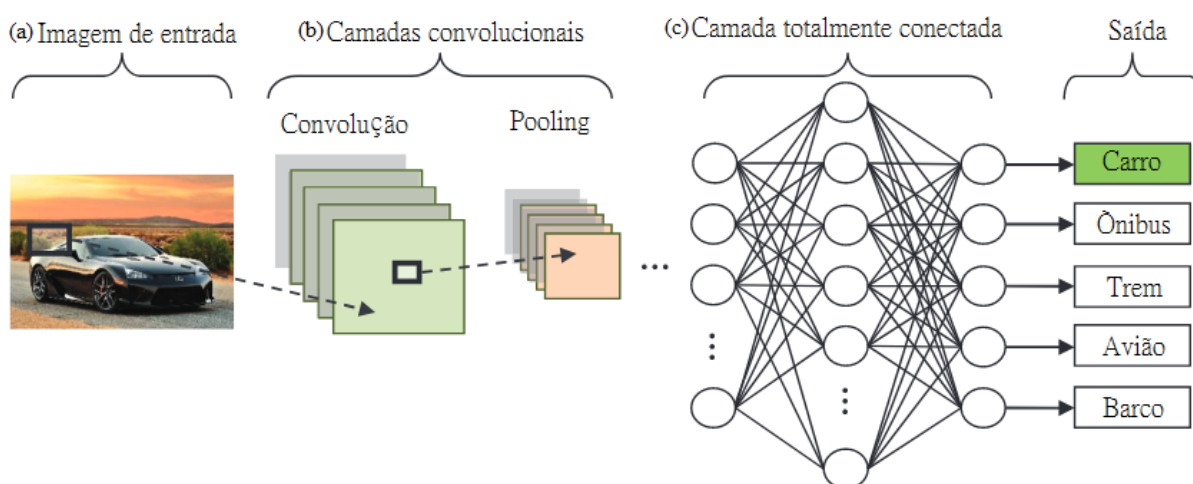 (a) Imagem de entrada
(b) Camadas convolucionais
(c) Camada totalmente conectada
Saída
Convolução
Pooling
...
Carro
Ônibus
Trem
Avião
Barco